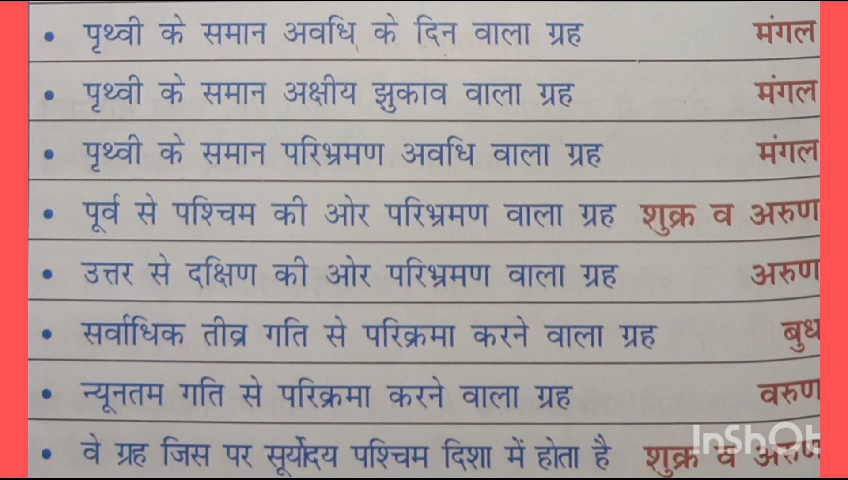 • पृथ्वी के समान अवधि के दिन वाला ग्रह मंगल
• पृथ्वी के समान अक्षीय झुकाव वाला ग्रह मंगल
• पृथ्वी के समान परिभ्रमण अवधि वाला ग्रह मंगल
• पूर्व से पश्चिम की ओर परिभ्रमण वाला ग्रह शुक्र व अरुण
• उत्तर से दक्षिण की ओर परिभ्रमण वाला ग्रह अरुण
• सर्वाधिक तीव्र गति से परिक्रमा करने वाला ग्रह बुध
• न्यूनतम गति से परिक्रमा करने वाला ग्रह वरुण
• वे ग्रह जिस पर सूर्योदय पश्चिम दिशा में होता है शुक्र व अरुण
InShOt